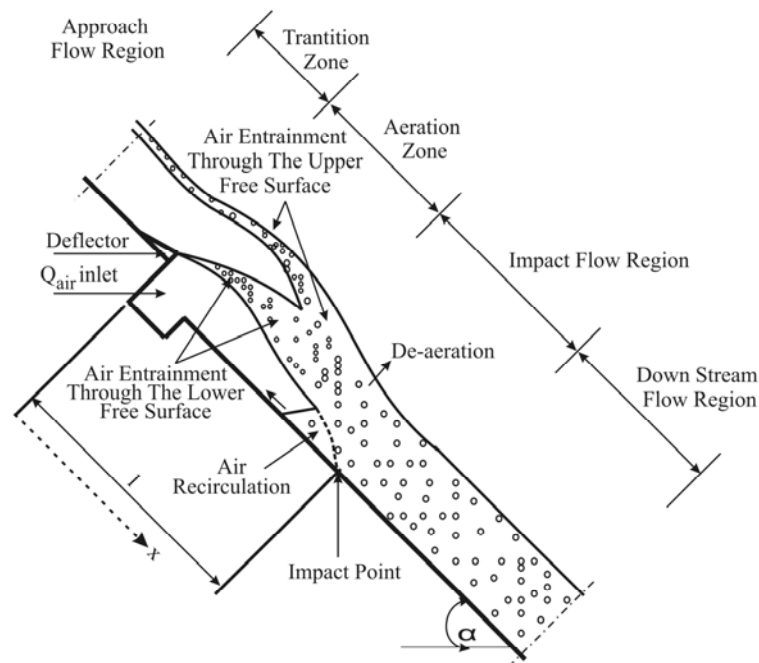 Approach
Flow Region
Trantition
Zone
Aeration
Zone
Air Entrainment
Through The Upper
Free Surface
Deflector
Qair inlet
Impact Flow Region
De-aeration
Air Entrainment
Through The Lower
Free Surface
Down Stream
Flow Region
Air
Recirculation
l
x
Impact Point
α